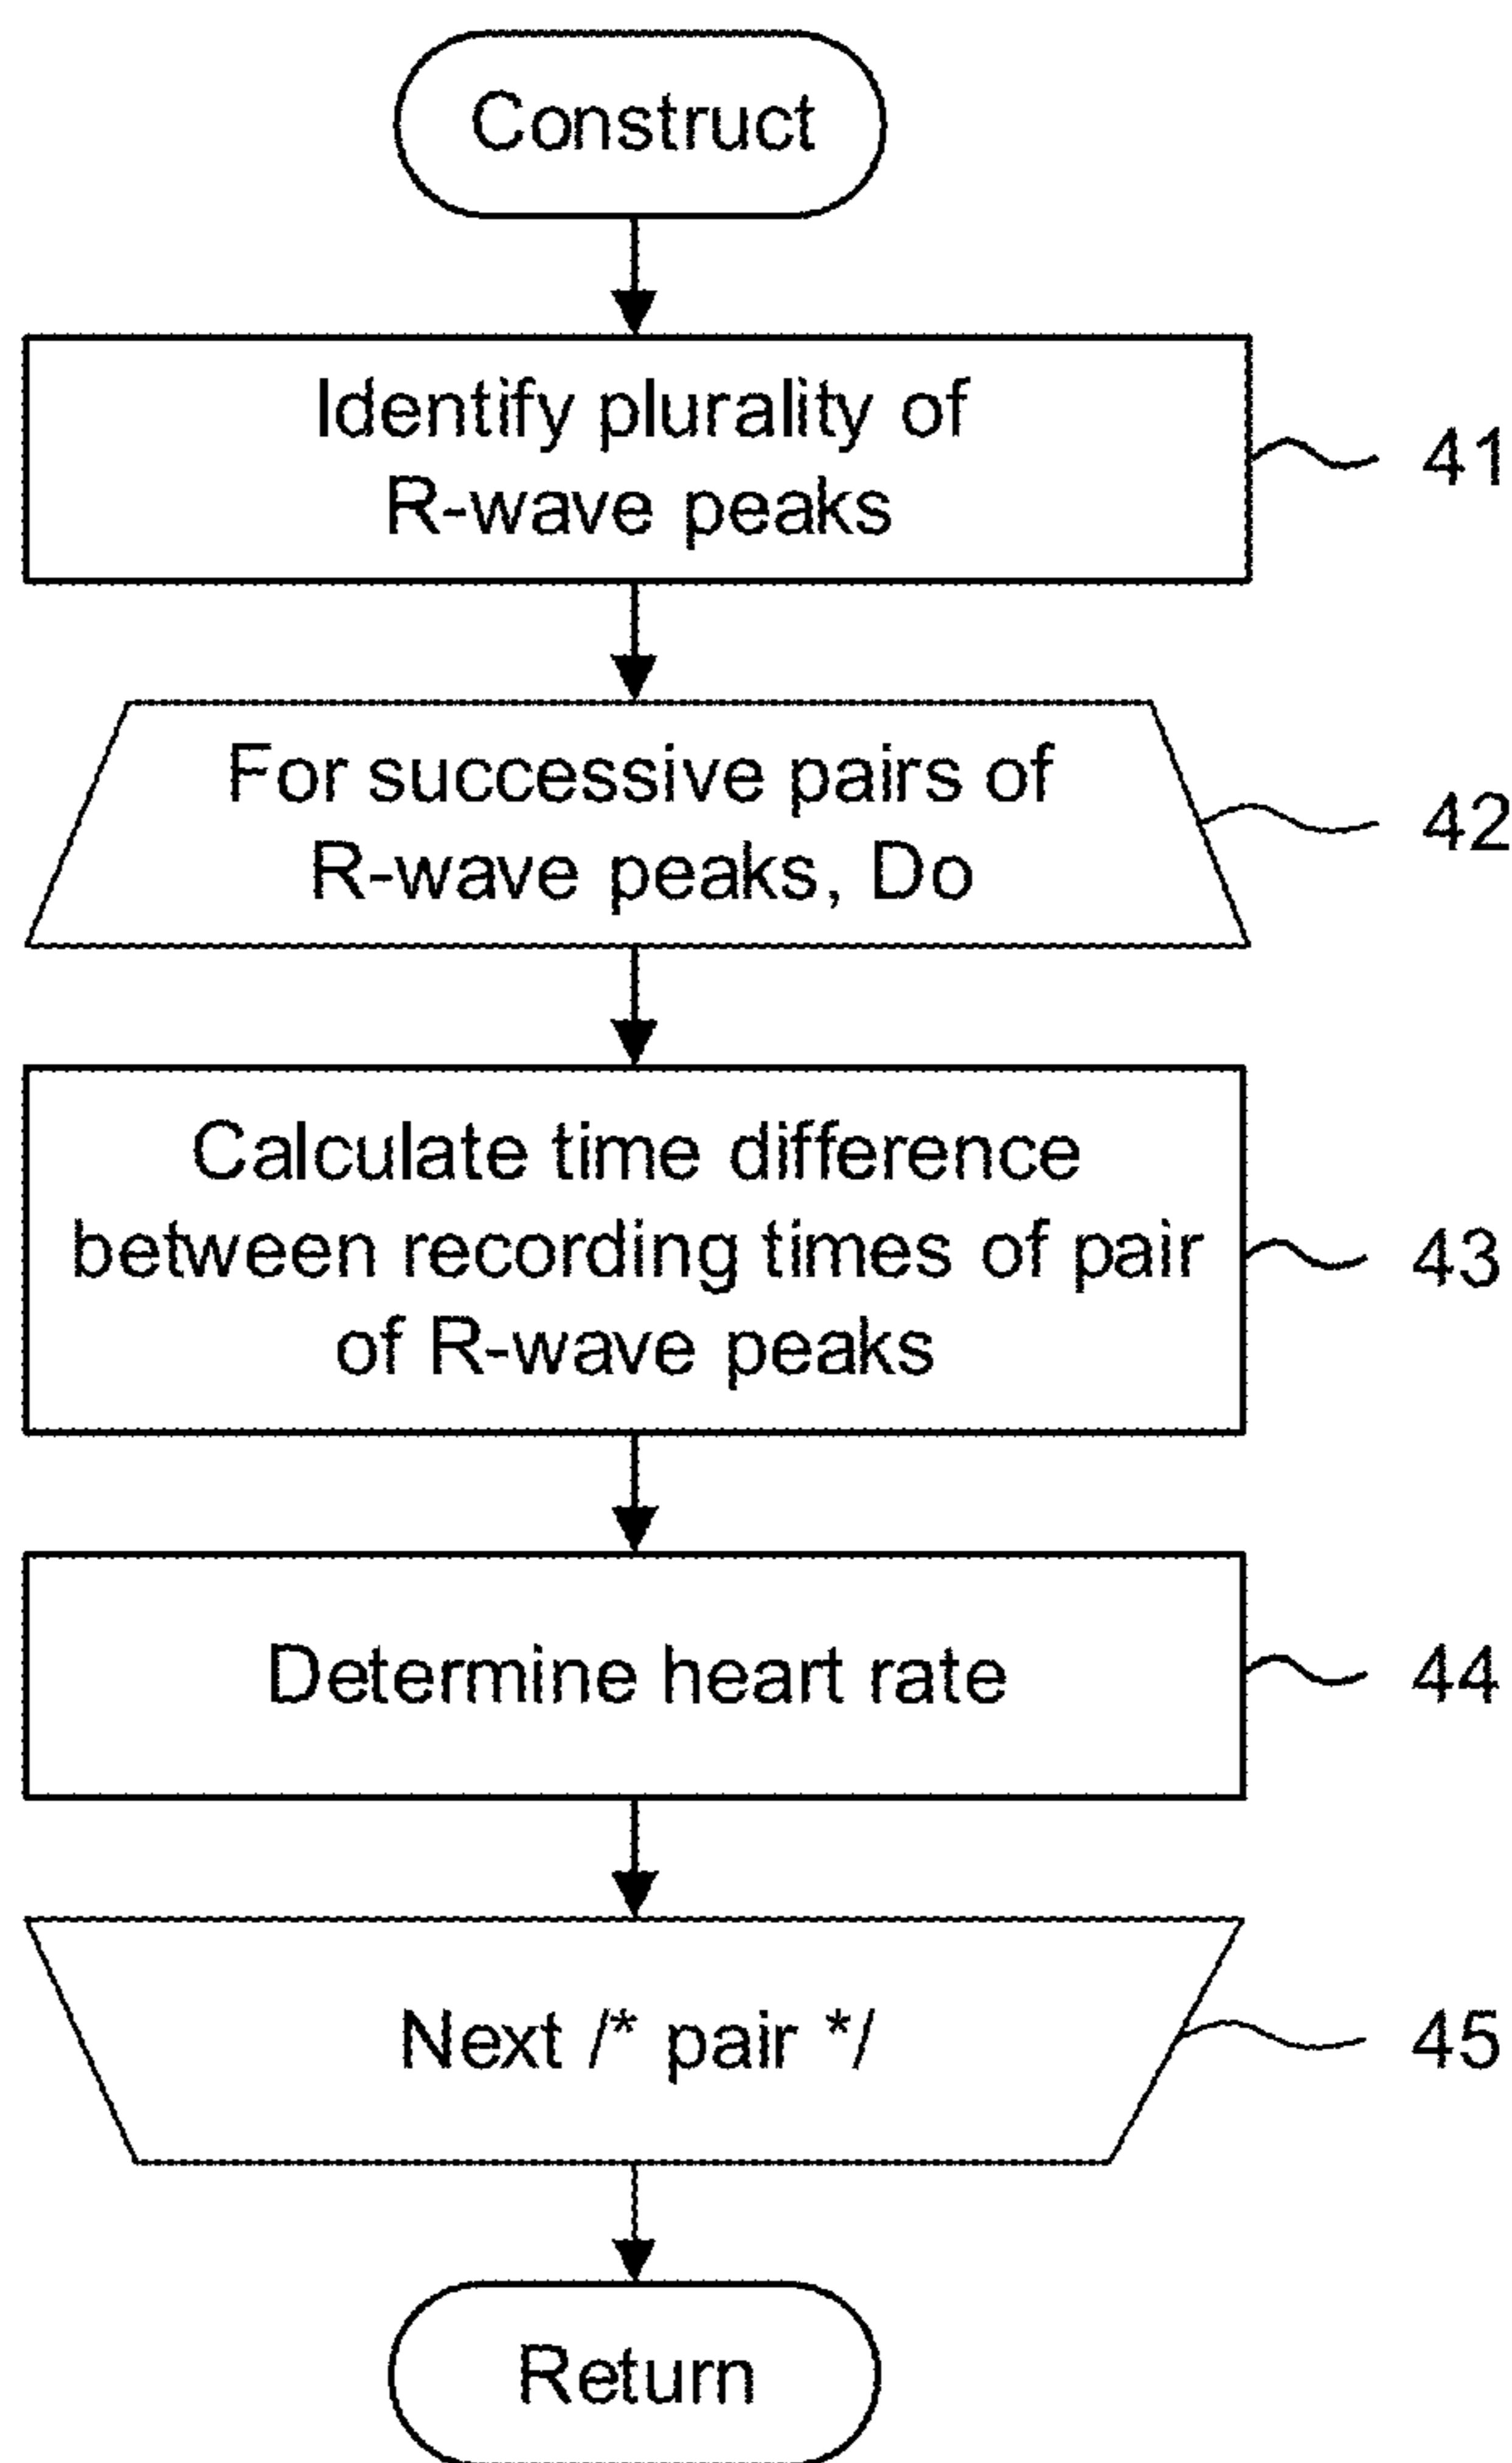 Construct
Identify plurality of
R-wave peaks
41
For successive pairs of
R-wave peaks, Do
42
Calculate time difference
between recording times of pair
of R-wave peaks
43
Determine heart rate
44
Next /* pair */
45
Return